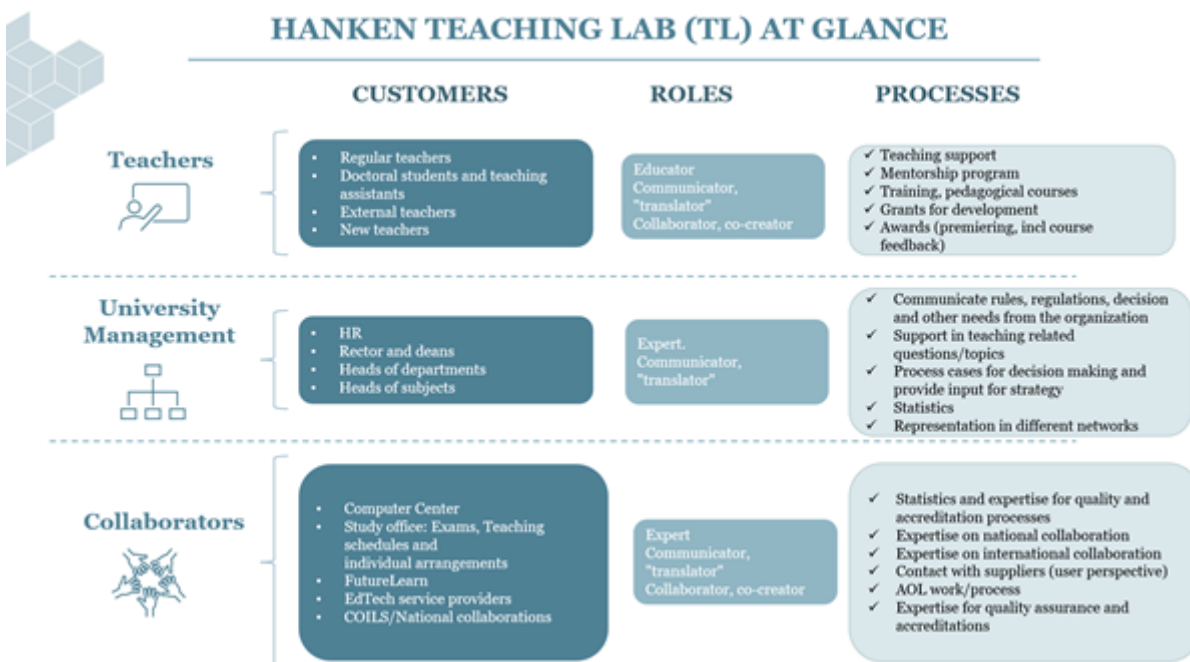 HANKEN TEACHING LAB (TL) AT GLANCE
CUSTOMERS
ROLES
PROCESSES
Teachers
• Regular teachers
• Doctoral students and teaching
assistants
• External teachers
• New teachers
Educator
Communicator,
"translator"
Collaborator, co-creator
✓ Teaching support
✓ Mentorship program
✓ Training, pedagogical courses
✓ Grants for development
✓ Awards (premiering, incl course
feedback)
University
Management
• HR
• Rector and deans
• Heads of departments
• Heads of subjects
Expert.
Communicator,
"translator"
✓ Communicate rules, regulations, decision
and other needs from the organization
✓ Support in teaching related
questions/topics
✓ Process cases for decision making and
provide input for strategy
✓ Statistics
✓ Representation in different networks
Collaborators
• Computer Center
• Study office: Exams, Teaching
schedules and
individual arrangements
• FutureLearn
• EdTech service providers
• COILS/National collaborations
Expert
Communicator,
"translator"
Collaborator, co-creator
✓ Statistics and expertise for quality and
accreditation processes
✓ Expertise on national collaboration
✓ Expertise on international collaboration
✓ Contact with suppliers (user perspective)
✓ AOL work/process
✓ Expertise for quality assurance and
accreditations